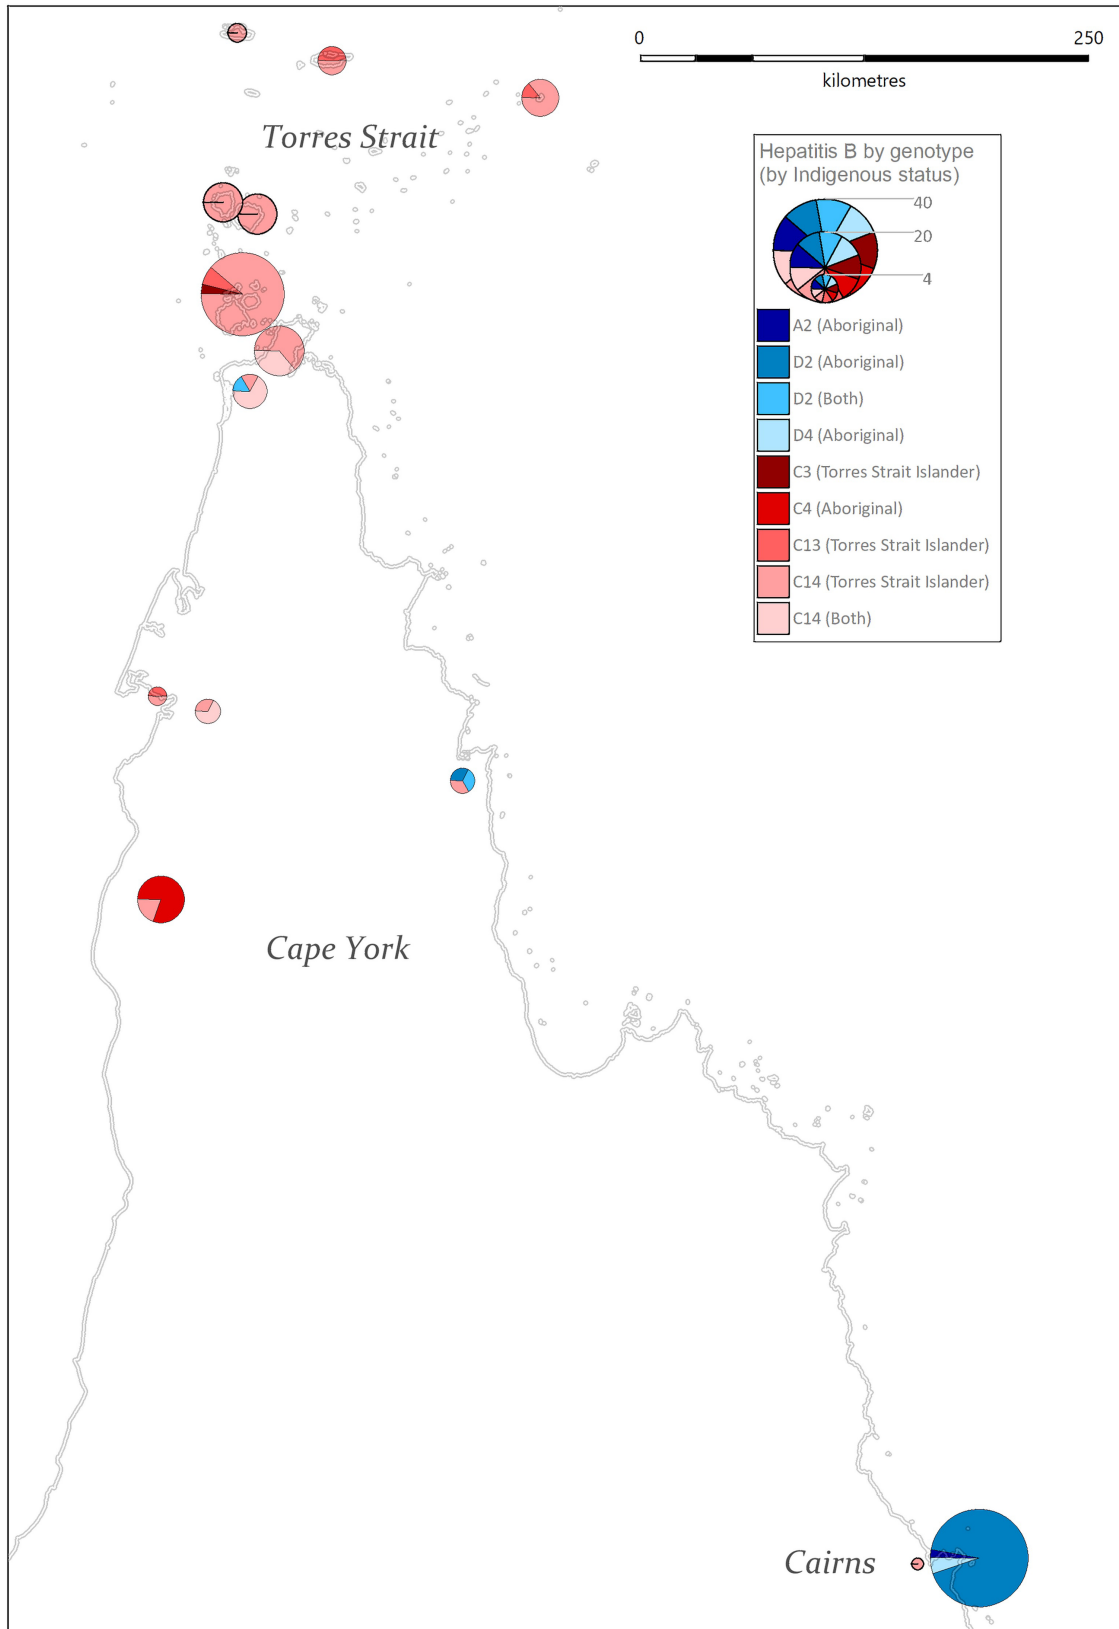 0 250
kilometres
Torres Strait
Hepatitis B by genotype
(by Indigenous status)
40
20
4
A2 (Aboriginal)
D2 (Aboriginal)
D2 (Both)
D4 (Aboriginal)
C3 (Torres Strait Islander)
C4 (Aboriginal)
C13 (Torres Strait Islander)
C14 (Torres Strait Islander)
C14 (Both)
Cape York
Cairns